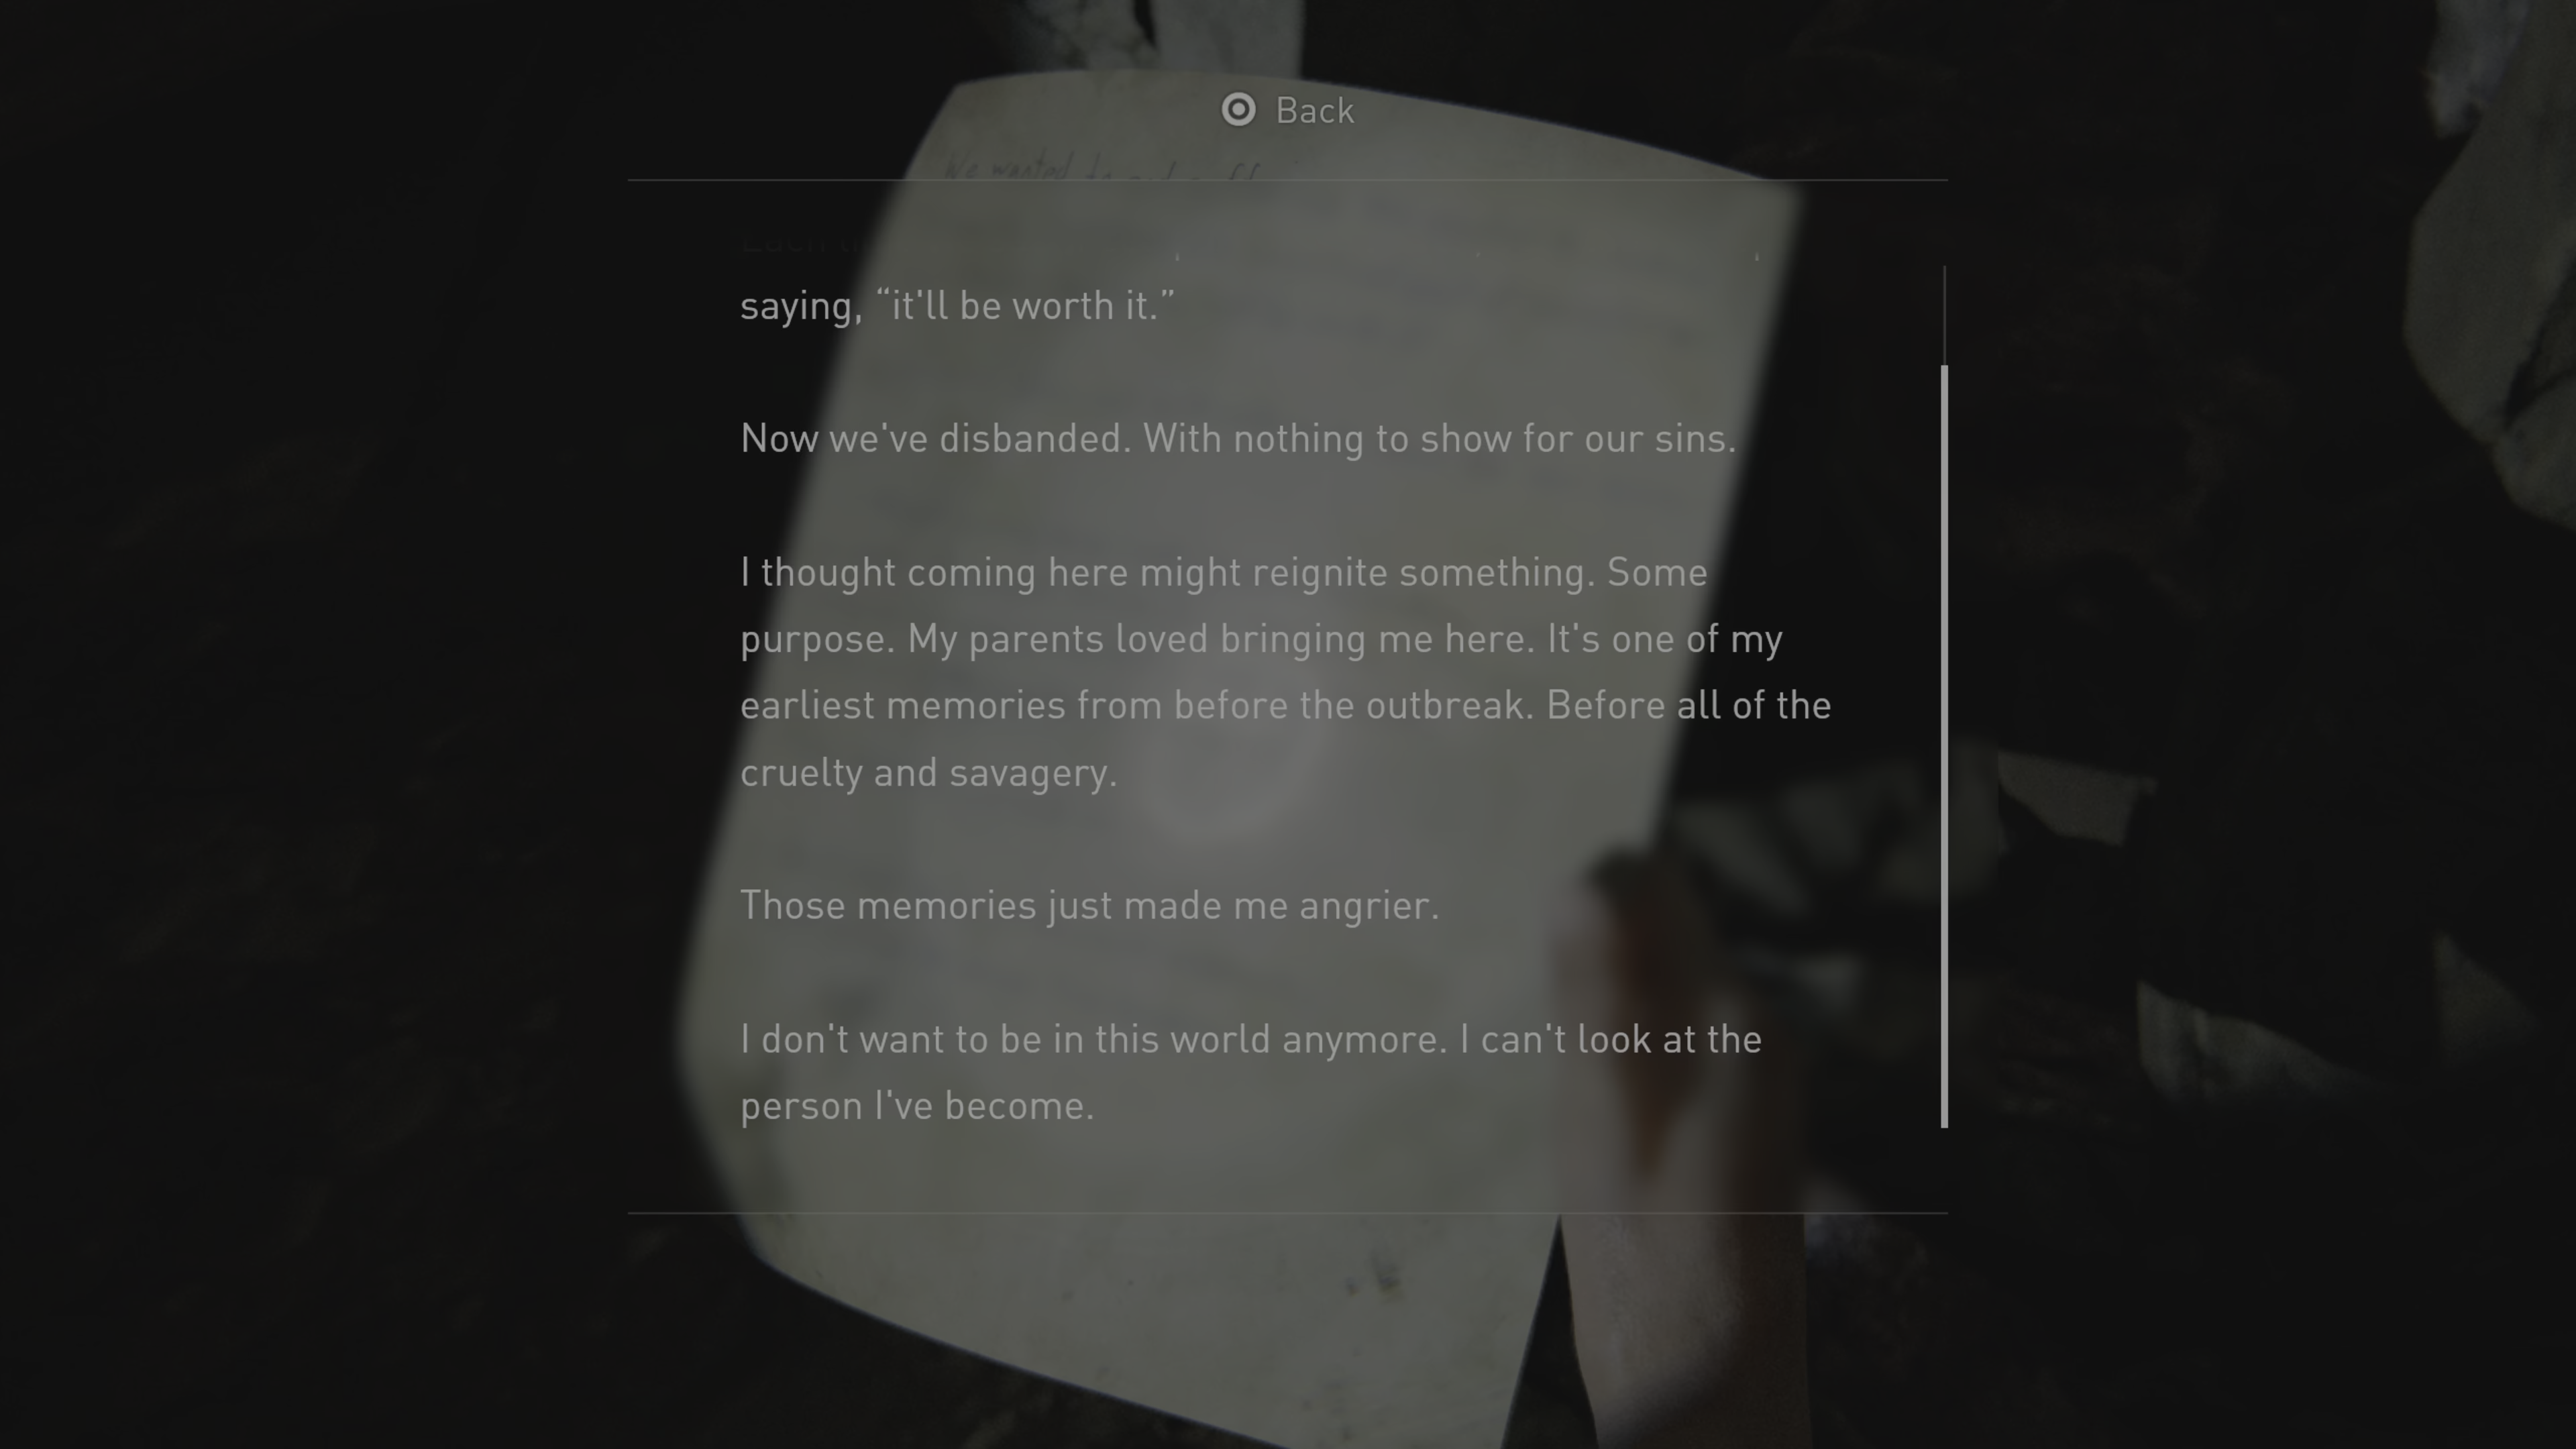 Back
We wanted to
saying, “it'll be worth it.”
Now we've disbanded. With nothing to show for our sins.
I thought coming here might reignite something. Some
purpose. My parents loved bringing me here. It's one of my
earliest memories from before the outbreak. Before all of the
cruelty and savagery.
Those memories just made me angrier.
I don't want to be in this world anymore. I can't look at the
person I've become.